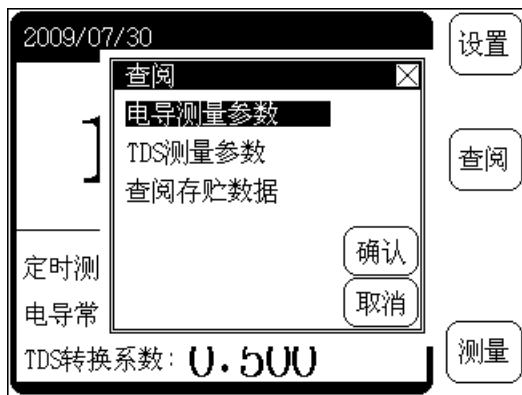 2009/07/30
设置
查阅
电导测量参数
TDS测量参数
查阅存贮数据
查阅
确认
取消
定时测
电导常
TDS转换系数: 0.500
测量